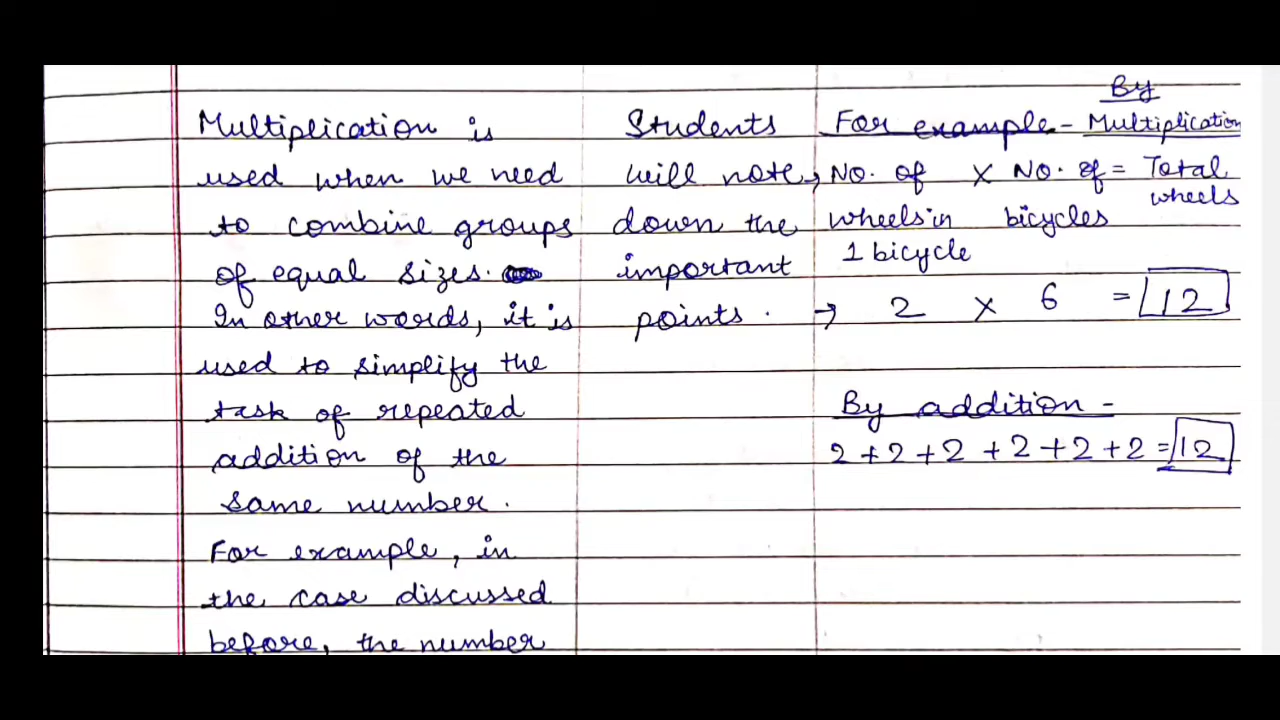 Multiplication is
used when we need
to combine groups
of equal sizes.
In other words, it is
used to simplify the
task of repeated
addition of the
same number.
For example, in
the case discussed
before, the number
Students
will note
down the
important
points.
By
For example - Multiplication
→ No. of × No. of = Total
wheels in bicycles wheels
1 bicycle
→ 2 × 6 = 12
By addition -
2+2+2+2+2+2 = 12